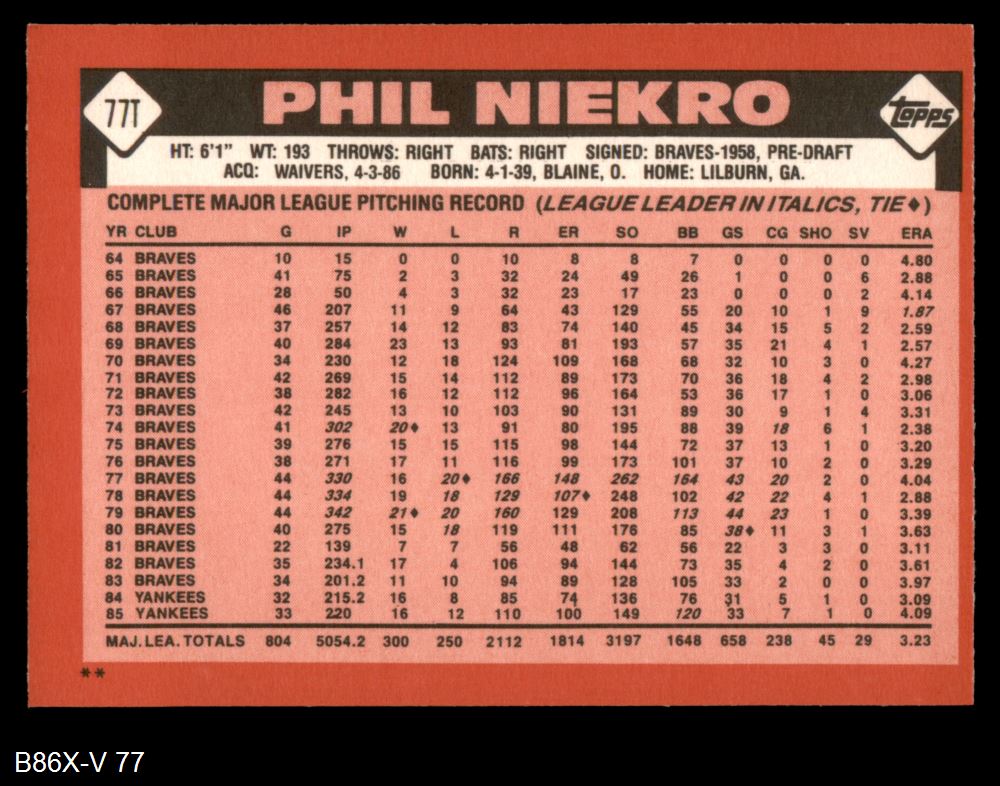 77T
PHIL NIEKRO
topps
HT: 6'1" WT: 193 THROWS: RIGHT BATS: RIGHT SIGNED: BRAVES-1958, PRE-DRAFT
ACQ: WAIVERS, 4-3-86 BORN: 4-1-39, BLAINE, O. HOME: LILBURN, GA.
COMPLETE MAJOR LEAGUE PITCHING RECORD (LEAGUE LEADER IN ITALICS, TIE♦)
YR CLUB G IP W L R ER SO BB GS CG SHO SV ERA
64 BRAVES 10 15 0 0 10 8 8 7 0 0 0 0 4.80
65 BRAVES 41 75 2 3 32 24 49 26 1 0 0 6 2.88
66 BRAVES 28 50 4 3 32 23 17 23 0 0 0 2 4.14
67 BRAVES 46 207 11 9 64 43 129 55 20 10 1 9 1.87
68 BRAVES 37 257 14 12 83 74 140 45 34 15 5 2 2.59
69 BRAVES 40 284 23 13 93 81 193 57 35 21 4 1 2.57
70 BRAVES 34 230 12 18 124 109 168 68 32 10 3 0 4.27
71 BRAVES 42 269 15 14 112 89 173 70 36 18 4 2 2.98
72 BRAVES 38 282 16 12 112 96 164 53 36 17 1 0 3.06
73 BRAVES 42 245 13 10 103 90 131 89 30 9 1 4 3.31
74 BRAVES 41 302 20♦ 13 91 80 195 88 39 18 6 1 2.38
75 BRAVES 39 276 15 15 115 98 144 72 37 13 1 0 3.20
76 BRAVES 38 271 17 11 116 99 173 101 37 10 2 0 3.29
77 BRAVES 44 330 16 20♦ 166 148 262 164 43 20 2 0 4.04
78 BRAVES 44 334 19 18 129 107♦ 248 102 42 22 4 1 2.88
79 BRAVES 44 342 21♦ 20 160 129 208 113 44 23 1 0 3.39
80 BRAVES 40 275 15 18 119 111 176 85 38♦ 11 3 1 3.63
81 BRAVES 22 139 7 7 56 48 62 56 22 3 3 0 3.11
82 BRAVES 35 234.1 17 4 106 94 144 73 35 4 2 0 3.61
83 BRAVES 34 201.2 11 10 94 89 128 105 33 2 0 0 3.97
84 YANKEES 32 215.2 16 8 85 74 136 76 31 5 1 0 3.09
85 YANKEES 33 220 16 12 110 100 149 120 33 7 1 0 4.09
MAJ. LEA. TOTALS 804 5054.2 300 250 2112 1814 3197 1648 658 238 45 29 3.23
**
B86X-V 77